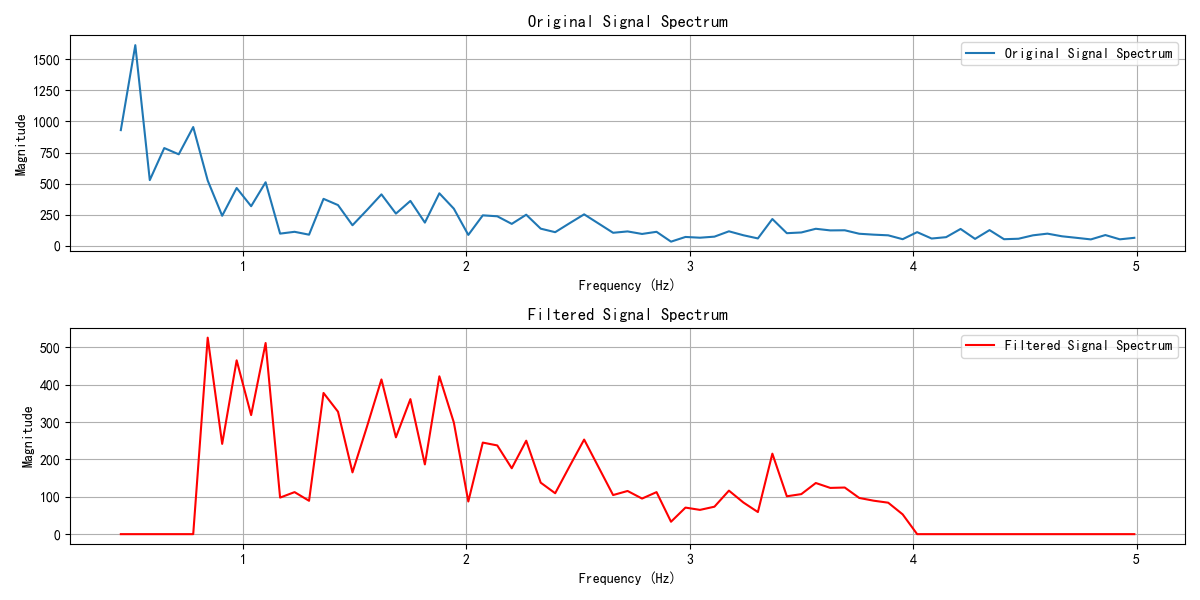 Original Signal Spectrum
1500
1250
1000
750
500
250
0
Magnitude
Original Signal Spectrum
1 2 3 4 5
Frequency (Hz)
Filtered Signal Spectrum
500
400
300
200
100
0
Magnitude
Filtered Signal Spectrum
1 2 3 4 5
Frequency (Hz)